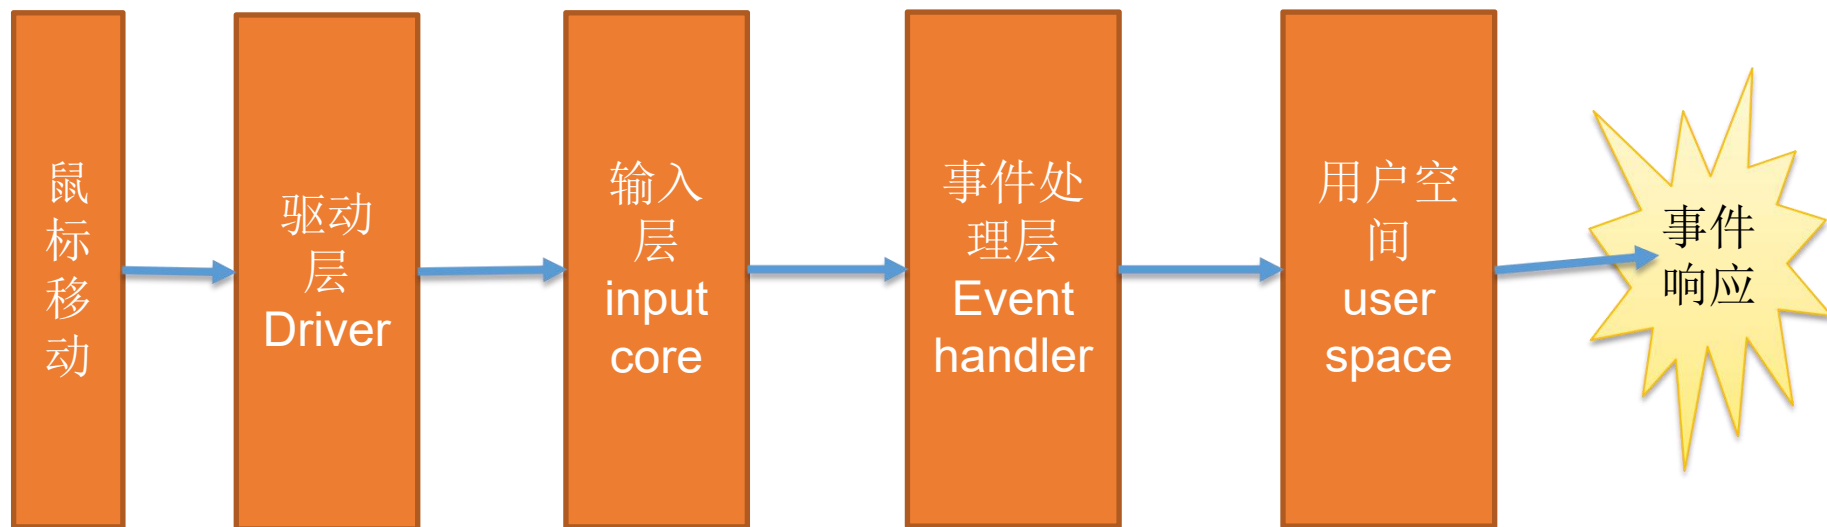 鼠
标
移
动
驱动
层
Driver
输入
层
input
core
事件处
理层
Event
handler
用户空
间
user
space
事件
响应